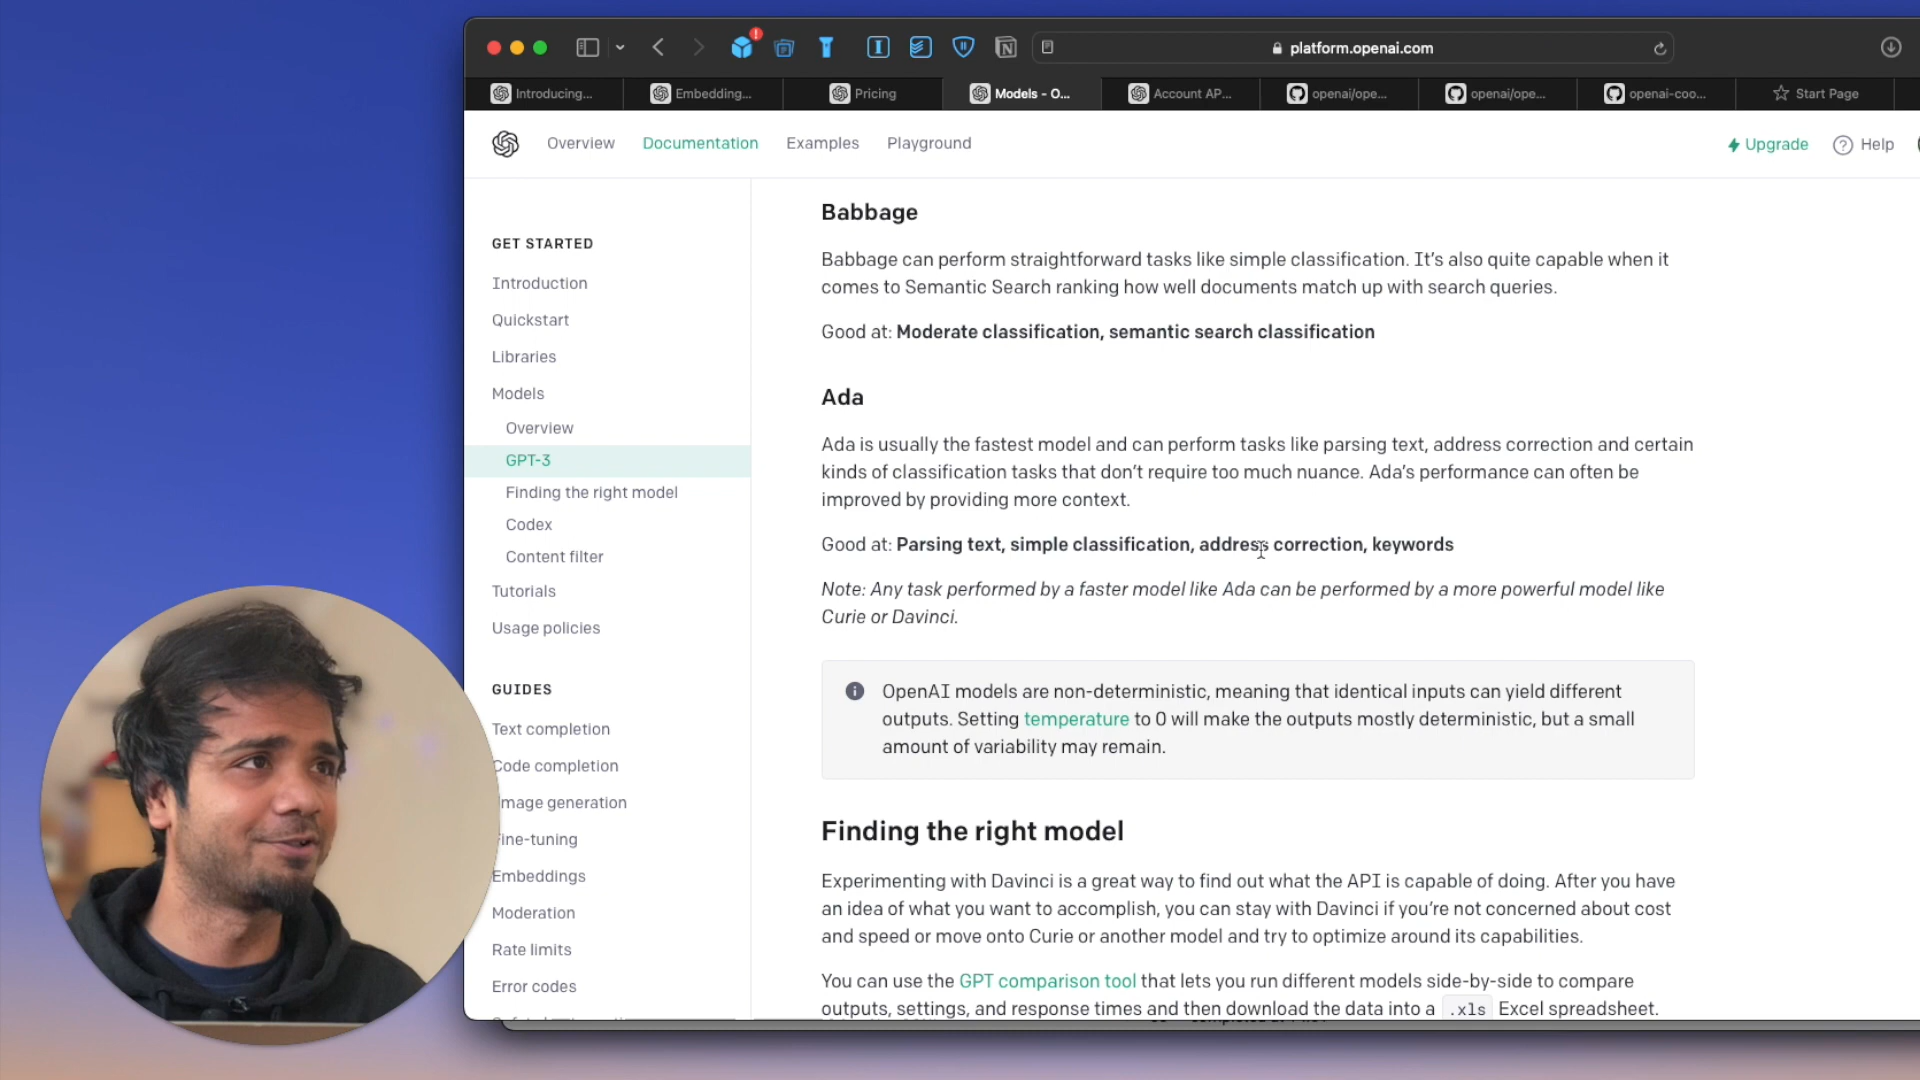 platform.openai.com
Introducing...
Embedding...
Pricing
Models - O...
Account AP...
openai/ope...
openai/ope...
openai-coo...
Start Page
Overview
Documentation
Examples
Playground
Upgrade
Help
GET STARTED
Introduction
Quickstart
Libraries
Models
Overview
GPT-3
Finding the right model
Codex
Content filter
Tutorials
Usage policies
GUIDES
Text completion
Code completion
Image generation
Fine-tuning
Embeddings
Moderation
Rate limits
Error codes
Babbage
Babbage can perform straightforward tasks like simple classification. It's also quite capable when it
comes to Semantic Search ranking how well documents match up with search queries.
Good at: Moderate classification, semantic search classification
Ada
Ada is usually the fastest model and can perform tasks like parsing text, address correction and certain
kinds of classification tasks that don't require too much nuance. Ada's performance can often be
improved by providing more context.
Good at: Parsing text, simple classification, address correction, keywords
Note: Any task performed by a faster model like Ada can be performed by a more powerful model like
Curie or Davinci.
OpenAI models are non-deterministic, meaning that identical inputs can yield different
outputs. Setting temperature to 0 will make the outputs mostly deterministic, but a small
amount of variability may remain.
Finding the right model
Experimenting with Davinci is a great way to find out what the API is capable of doing. After you have
an idea of what you want to accomplish, you can stay with Davinci if you're not concerned about cost
and speed or move onto Curie or another model and try to optimize around its capabilities.
You can use the GPT comparison tool that lets you run different models side-by-side to compare
outputs, settings, and response times and then download the data into a .xls Excel spreadsheet.